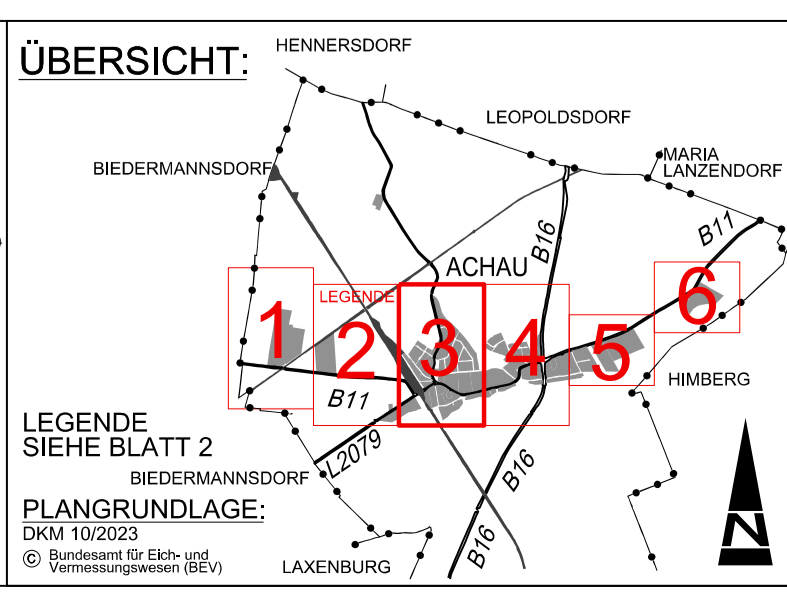 ÜBERSICHT:
HENNERSDORF
LEOPOLDSDORF
BIEDERMANNSDORF
MARIA
LANZENDORF
B16
B11
ACHAU
LEGENDE
1
2
3
4
5
6
B11
HIMBERG
LEGENDE
SIEHE BLATT 2
L2079
BIEDERMANNSDORF
B16
PLANGRUNDLAGE:
DKM 10/2023
© Bundesamt für Eich- und
Vermessungswesen (BEV)
LAXENBURG
B16
N